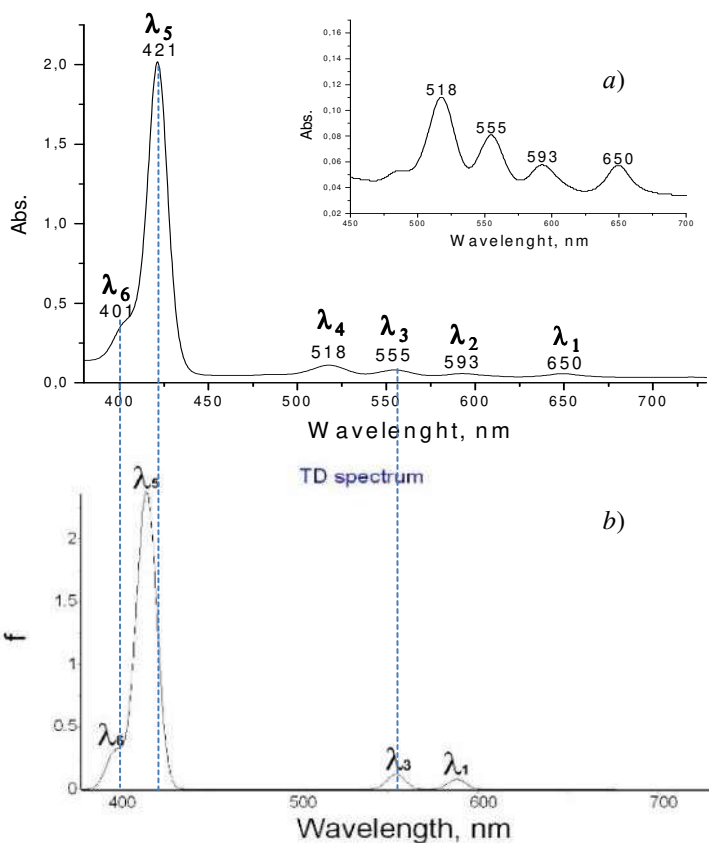 λ5
421
2,0
1,5
1,0
0,5
0,0
Abs.
λ6
401
λ4
518
λ3
555
λ2
593
λ1
650
400
450
500
550
600
650
700
Wavelenght, nm
a)
0,16
0,14
0,12
0,10
0,08
0,06
0,04
0,02
Abs.
518
555
593
650
450
500
550
600
650
700
Wavelenght, nm
TD spectrum
b)
λ5
2
1.5
1
0.5
0
f
λ6
λ3
λ1
400
500
600
700
Wavelength, nm